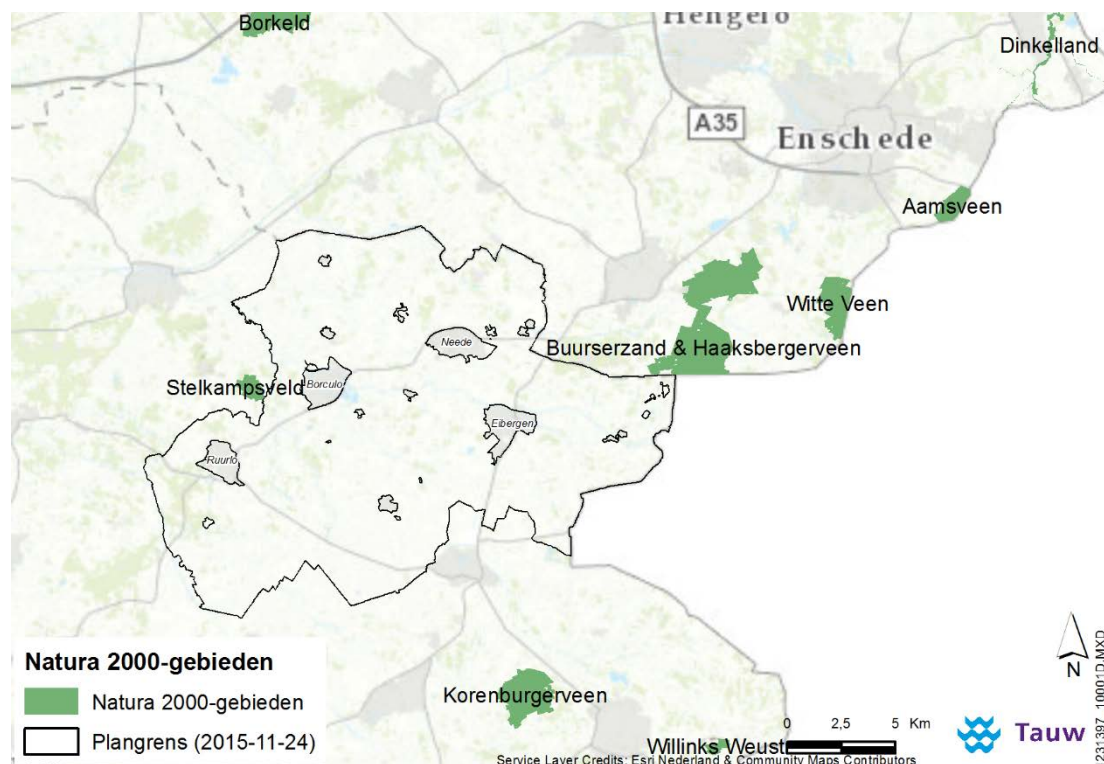 Borkeld
Hengelo
Dinkelland
A35
Enschede
Aamsveen
Witte Veen
Neede
Buurserzand & Haaksbergerveen
Stelkampsveld
Borculo
Eibergen
Ruurlo
Natura 2000-gebieden
Natura 2000-gebieden
Plangrens (2015-11-24)
Korenburgerveen
Willinks Weust
0 2,5 5 Km
Service Layer Credits: Esri Nederland & Community Maps Contributors
N
Tauw
1231397_10001D.MXD